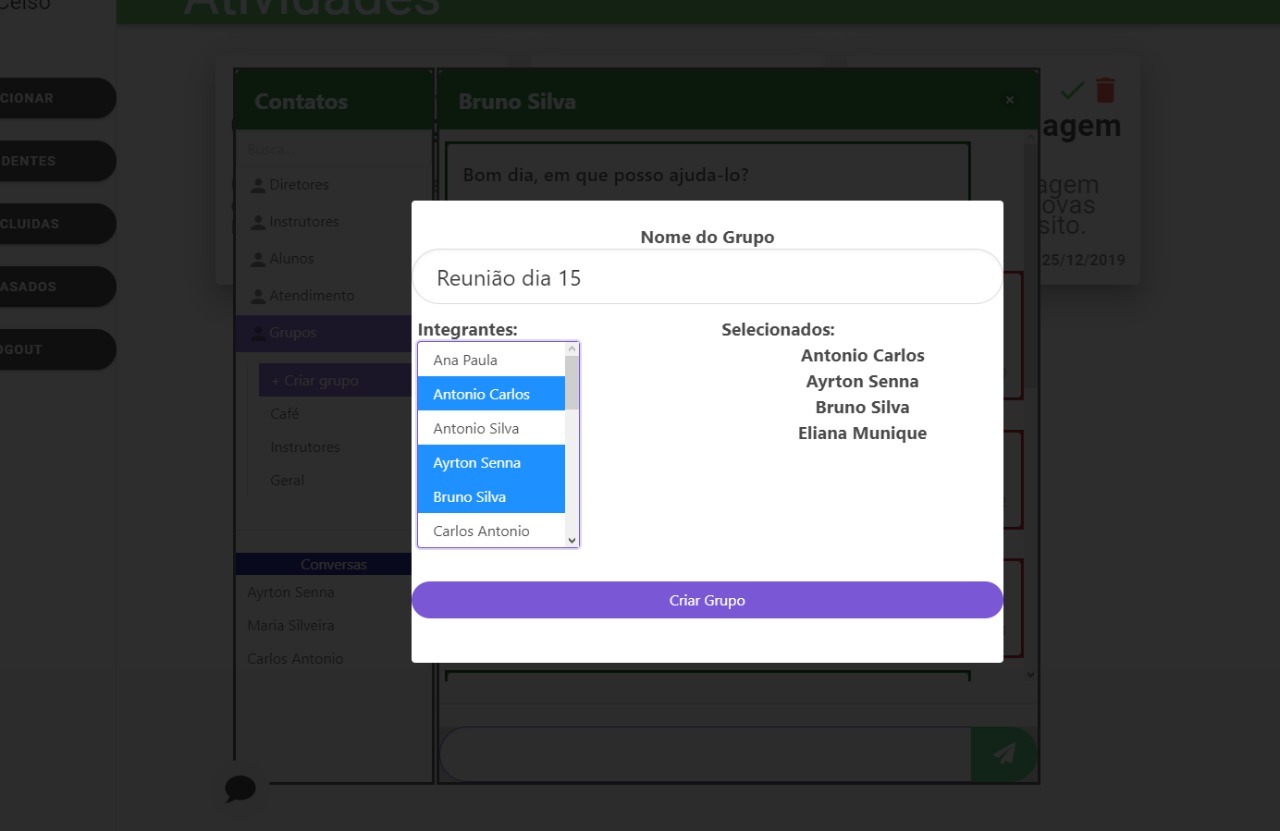 Celso
Atividades
CIONAR
DENTES
CLUIDAS
ASADOS
OGOUT
Contatos
Busca...
Diretores
Instrutores
Alunos
Atendimento
Grupos
+ Criar grupo
Café
Instrutores
Geral
Conversas
Ayrton Senna
Maria Silveira
Carlos Antonio
Bruno Silva
×
Bom dia, em que posso ajuda-lo?
agem
agem
ovas
sito.
25/12/2019
Nome do Grupo
Reunião dia 15
Integrantes:
Ana Paula
Antonio Carlos
Antonio Silva
Ayrton Senna
Bruno Silva
Carlos Antonio
Selecionados:
Antonio Carlos
Ayrton Senna
Bruno Silva
Eliana Munique
Criar Grupo